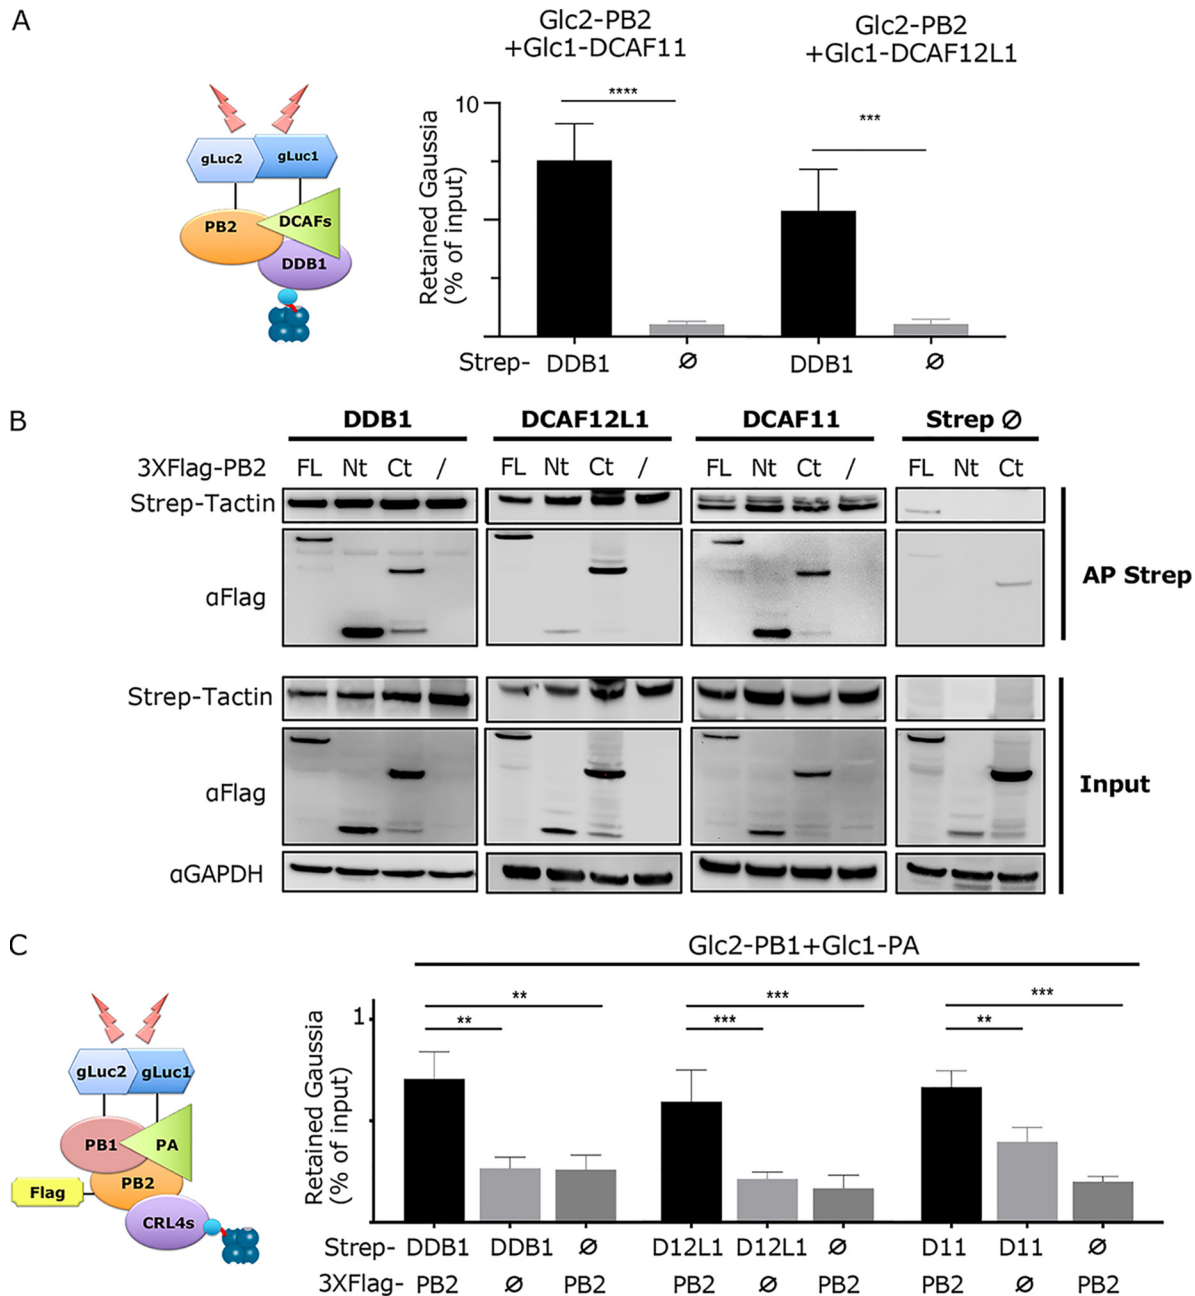 A
Glc2-PB2
+Glc1-DCAF11
Glc2-PB2
+Glc1-DCAF12L1
gLuc2
gLuc1
PB2
DCAFs
DDB1
Retained Gaussia
(% of input)
10
****
***
Strep- DDB1 Ø DDB1 Ø
B
DDB1 DCAF12L1 DCAF11 Strep Ø
3XFlag-PB2 FL Nt Ct / FL Nt Ct / FL Nt Ct / FL Nt Ct
Strep-Tactin
αFlag
AP Strep
Strep-Tactin
αFlag
Input
αGAPDH
C
Glc2-PB1+Glc1-PA
gLuc2
gLuc1
PB1
PA
Flag
PB2
CRL4s
Retained Gaussia
(% of input)
1
** *** ***
** *** **
Strep- DDB1 DDB1 Ø D12L1 D12L1 Ø D11 D11 Ø
3XFlag- PB2 Ø PB2 PB2 Ø PB2 PB2 Ø PB2